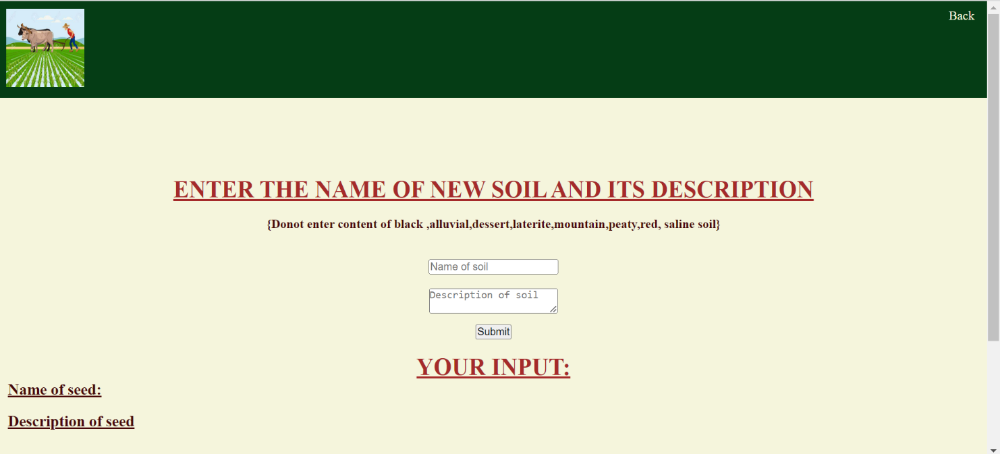 Back
ENTER THE NAME OF NEW SOIL AND ITS DESCRIPTION
{Donot enter content of black ,alluvial,dessert,laterite,mountain,peaty,red, saline soil}
Name of soil
Description of soil
Submit
YOUR INPUT:
Name of seed:
Description of seed